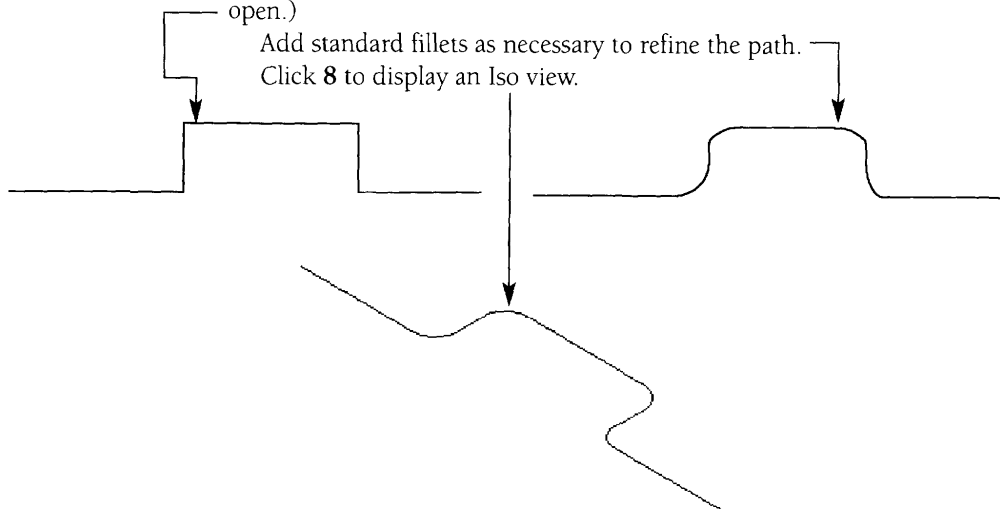 open.)
Add standard fillets as necessary to refine the path.
Click 8 to display an Iso view.